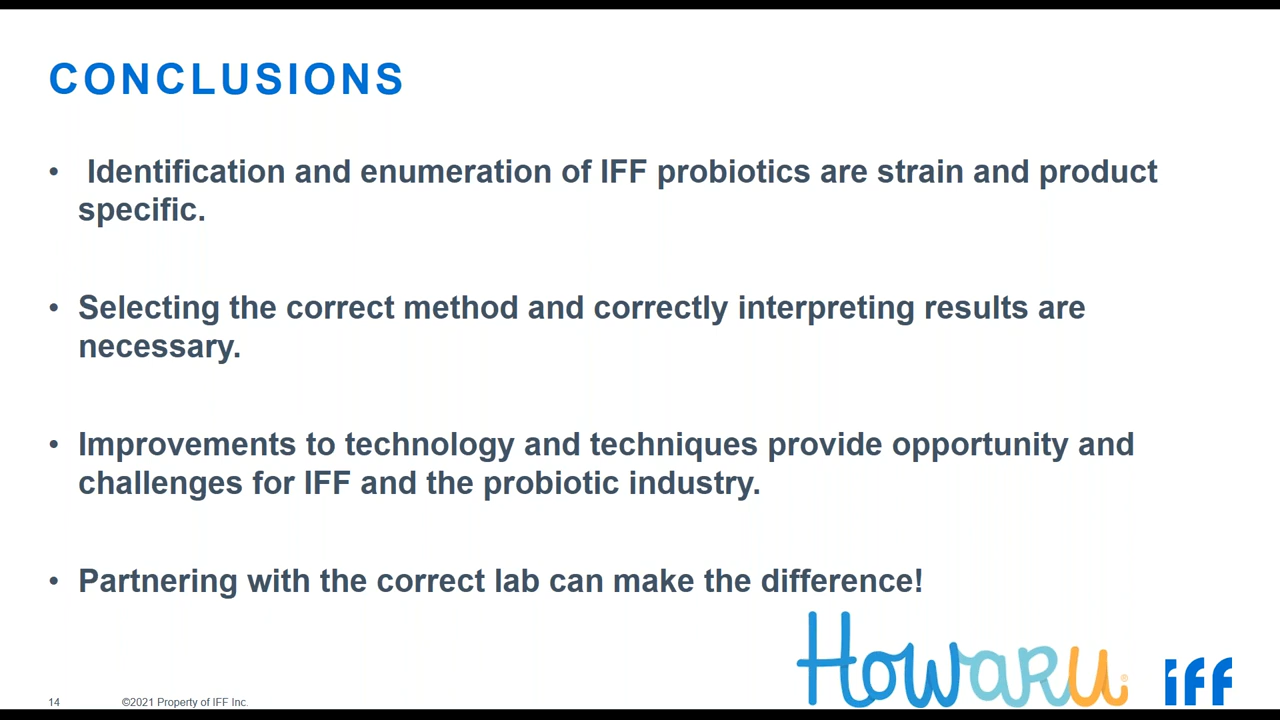 CONCLUSIONS
• Identification and enumeration of IFF probiotics are strain and product
specific.
• Selecting the correct method and correctly interpreting results are
necessary.
• Improvements to technology and techniques provide opportunity and
challenges for IFF and the probiotic industry.
• Partnering with the correct lab can make the difference!
Howaru®
iff
14 ©2021 Property of IFF Inc.